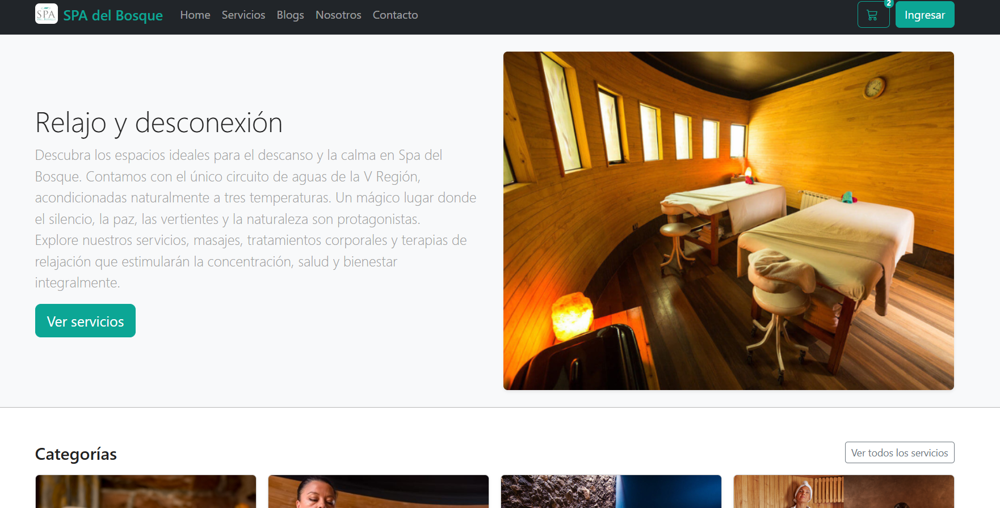 SPA
DEL BOSQUE
SPA del Bosque
Home
Servicios
Blogs
Nosotros
Contacto
2
Ingresar
Relajo y desconexión
Descubra los espacios ideales para el descanso y la calma en Spa del
Bosque. Contamos con el único circuito de aguas de la V Región,
acondicionadas naturalmente a tres temperaturas. Un mágico lugar donde
el silencio, la paz, las vertientes y la naturaleza son protagonistas.
Explore nuestros servicios, masajes, tratamientos corporales y terapias de
relajación que estimularán la concentración, salud y bienestar
integralmente.
Ver servicios
Categorías
Ver todos los servicios